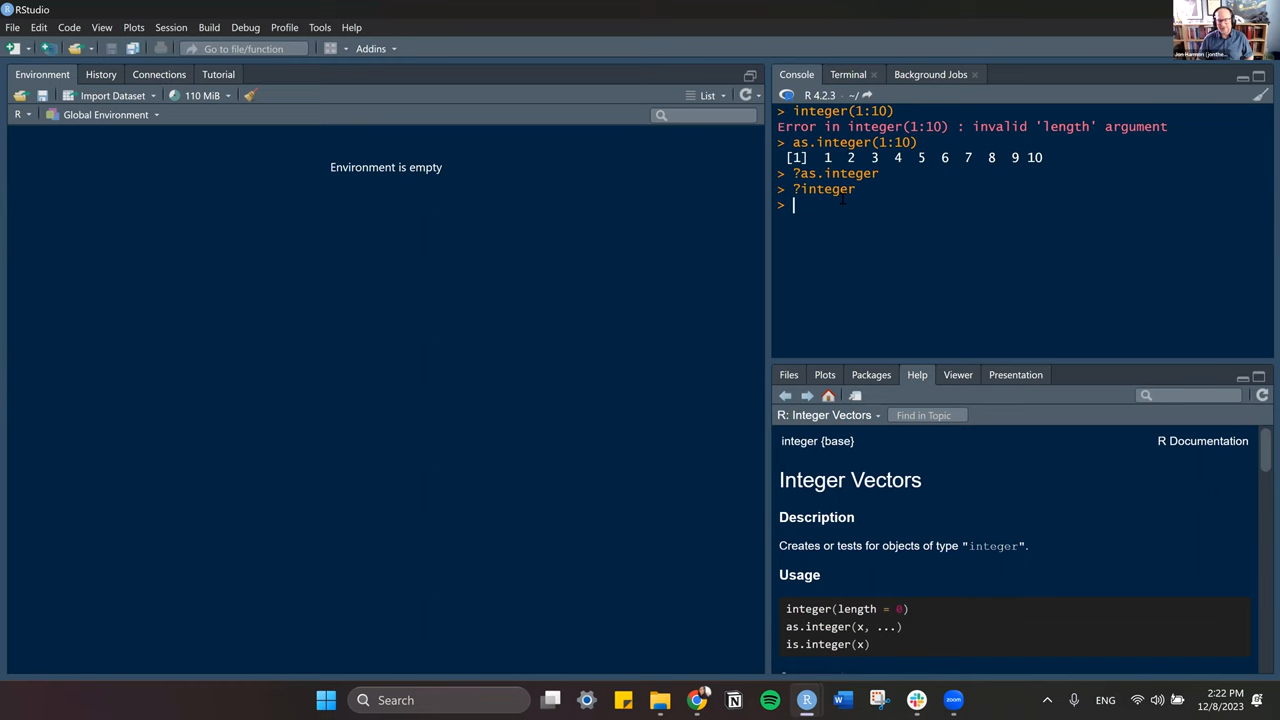 RStudio
File Edit Code View Plots Session Build Debug Profile Tools Help
Go to file/function Addins
Environment History Connections Tutorial
Import Dataset 110 MiB List
R Global Environment
Environment is empty
Console Terminal Background Jobs
R 4.2.3 · ~/
> integer(1:10)
Error in integer(1:10) : invalid 'length' argument
> as.integer(1:10)
[1] 1 2 3 4 5 6 7 8 9 10
> ?as.integer
> ?integer
>
Files Plots Packages Help Viewer Presentation
R: Integer Vectors Find in Topic
integer {base} R Documentation
Integer Vectors
Description
Creates or tests for objects of type "integer".
Usage
integer(length = 0)
as.integer(x, ...)
is.integer(x)
Search
ENG
2:22 PM
12/8/2023